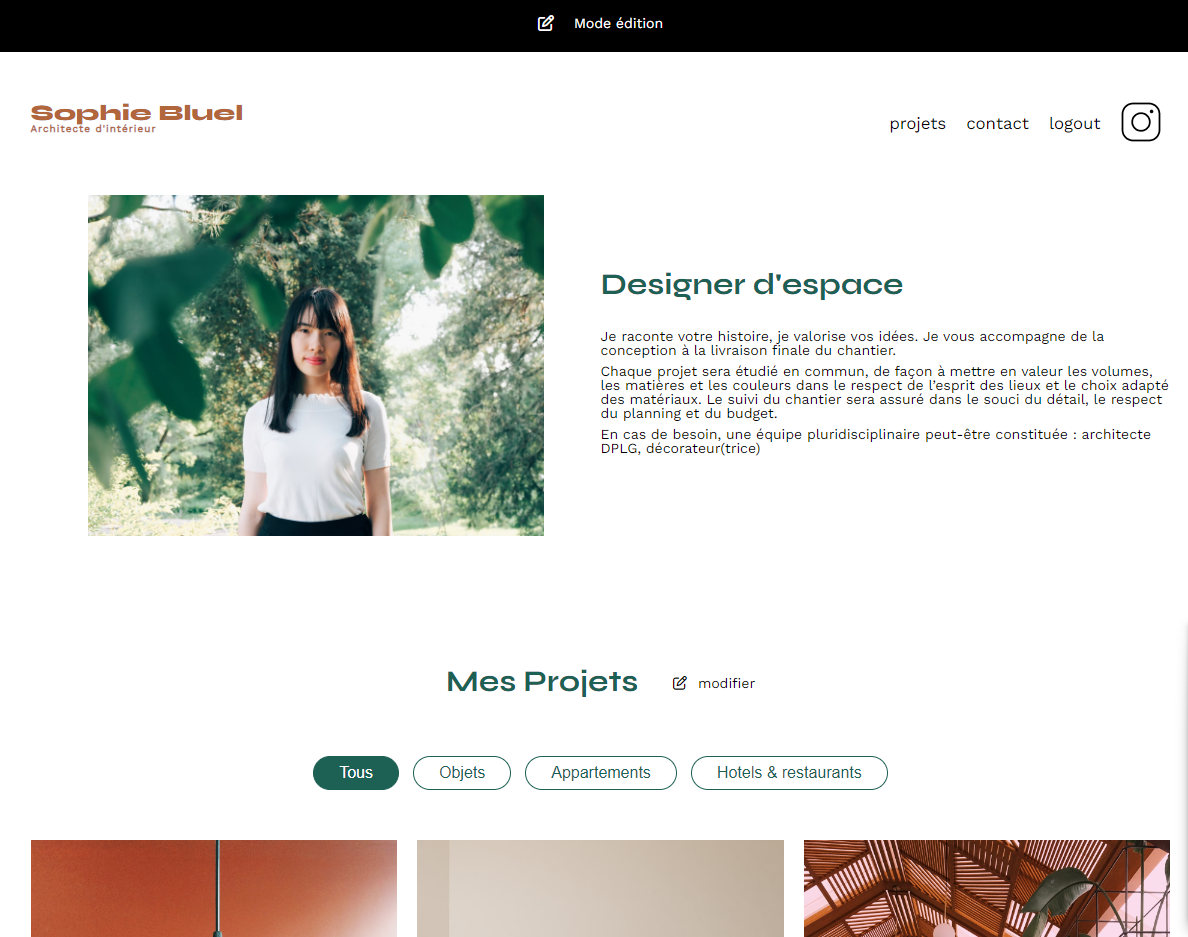 Mode édition
Sophie Bluel
Architecte d'intérieur
projets contact logout
Designer d'espace
Je raconte votre histoire, je valorise vos idées. Je vous accompagne de la
conception à la livraison finale du chantier.
Chaque projet sera étudié en commun, de façon à mettre en valeur les volumes,
les matières et les couleurs dans le respect de l’esprit des lieux et le choix adapté
des matériaux. Le suivi du chantier sera assuré dans le souci du détail, le respect
du planning et du budget.
En cas de besoin, une équipe pluridisciplinaire peut-être constituée : architecte
DPLG, décorateur(trice)
Mes Projets modifier
Tous Objets Appartements Hotels & restaurants